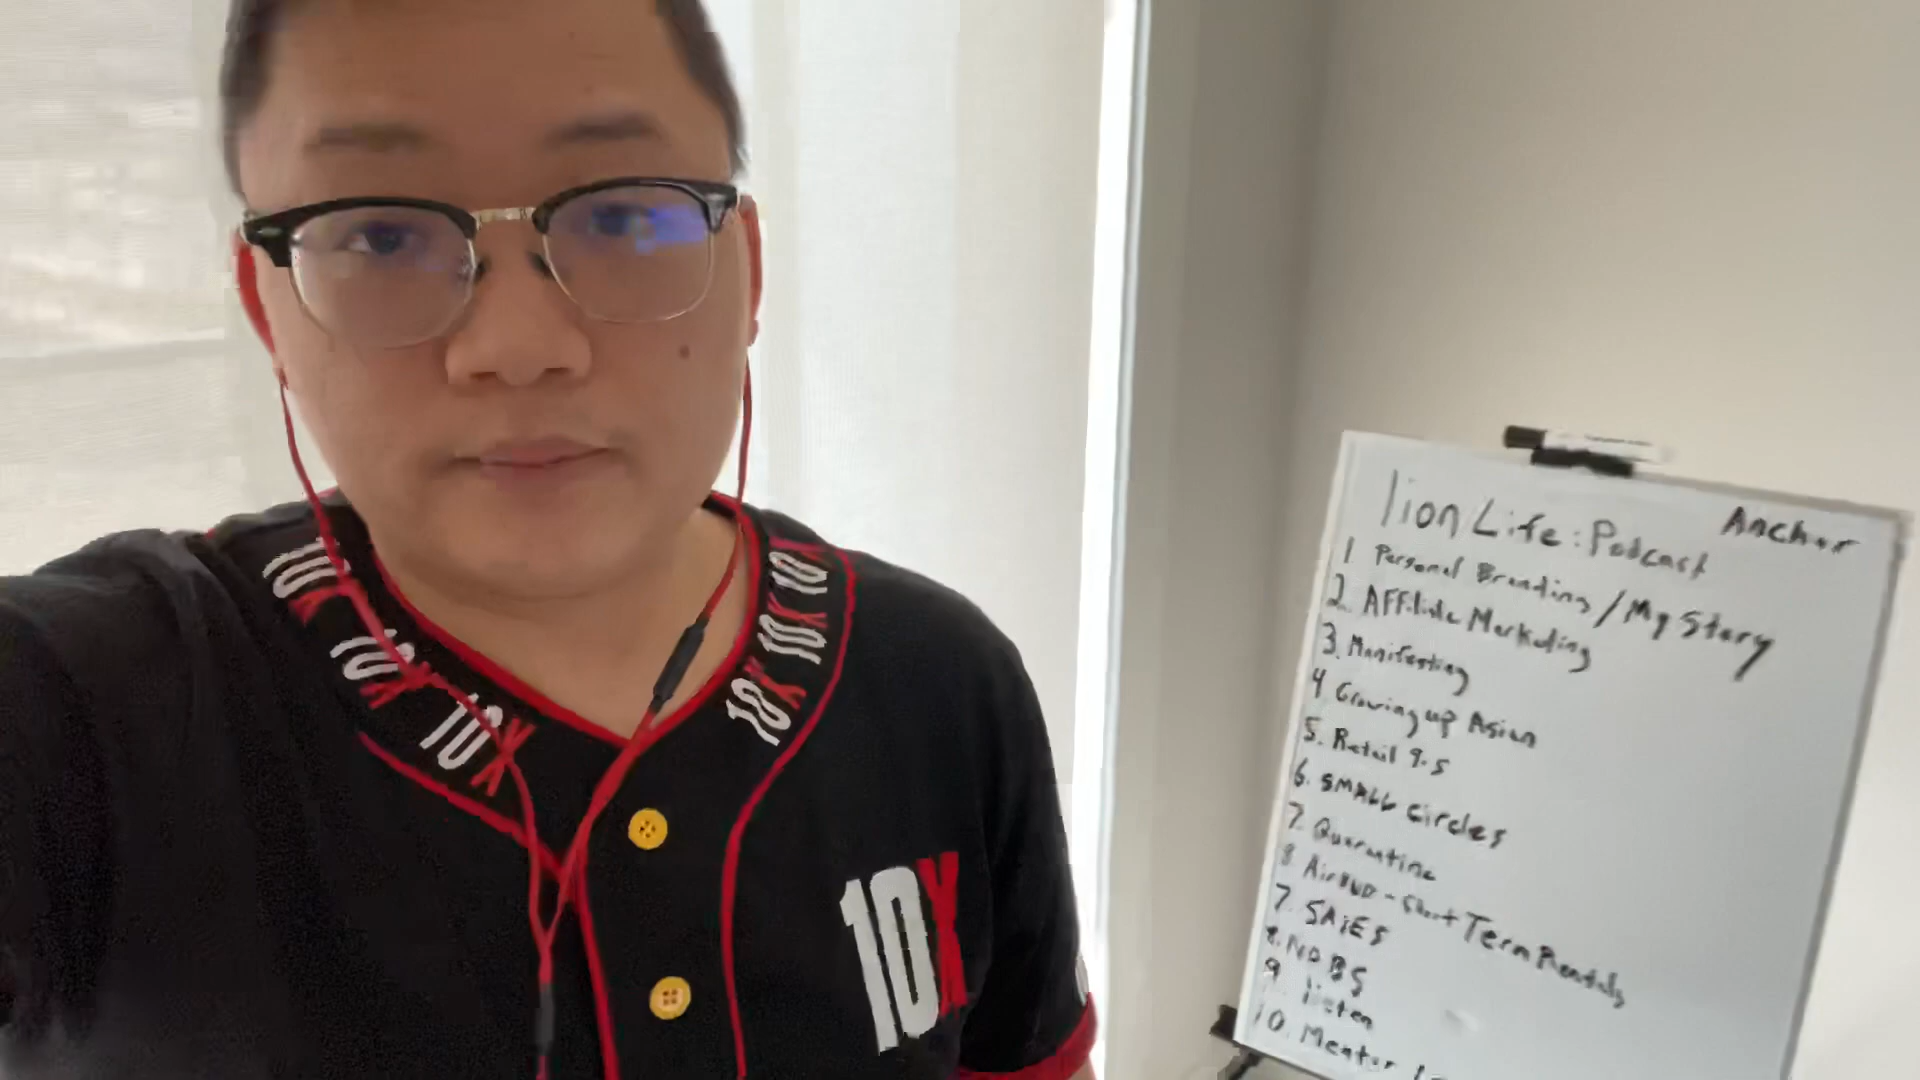 10X
10X
10X
10X
10X
10X
10X
lion Life: Podcast
Anchor
1 Personal Branding / My Story
2. Affiliate Marketing
3. Manifesting
4 Growing up Asian
5. Retail 9-5
6. SMALL Circles
7. Quarantine
8 AirBNB - Short Term Rentals
7. SAlES
8. NO BS
9 listen
10. Mentor